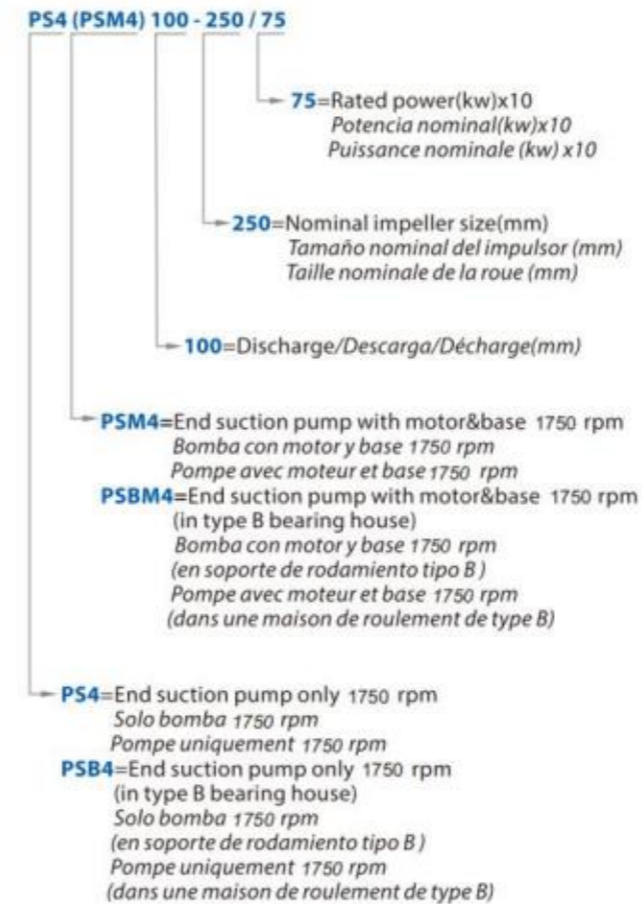 PS4 (PSM4) 100 - 250 / 75
75=Rated power(kw)x10
Potencia nominal(kw)x10
Puissance nominale (kw) x10
250=Nominal impeller size(mm)
Tamaño nominal del impulsor (mm)
Taille nominale de la roue (mm)
100=Discharge/Descarga/Décharge(mm)
PSM4=End suction pump with motor&base 1750 rpm
Bomba con motor y base 1750 rpm
Pompe avec moteur et base 1750 rpm
PSBM4=End suction pump with motor&base 1750 rpm
(in type B bearing house)
Bomba con motor y base 1750 rpm
(en soporte de rodamiento tipo B )
Pompe avec moteur et base 1750 rpm
(dans une maison de roulement de type B)
PS4=End suction pump only 1750 rpm
Solo bomba 1750 rpm
Pompe uniquement 1750 rpm
PSB4=End suction pump only 1750 rpm
(in type B bearing house)
Solo bomba 1750 rpm
(en soporte de rodamiento tipo B )
Pompe uniquement 1750 rpm
(dans une maison de roulement de type B)